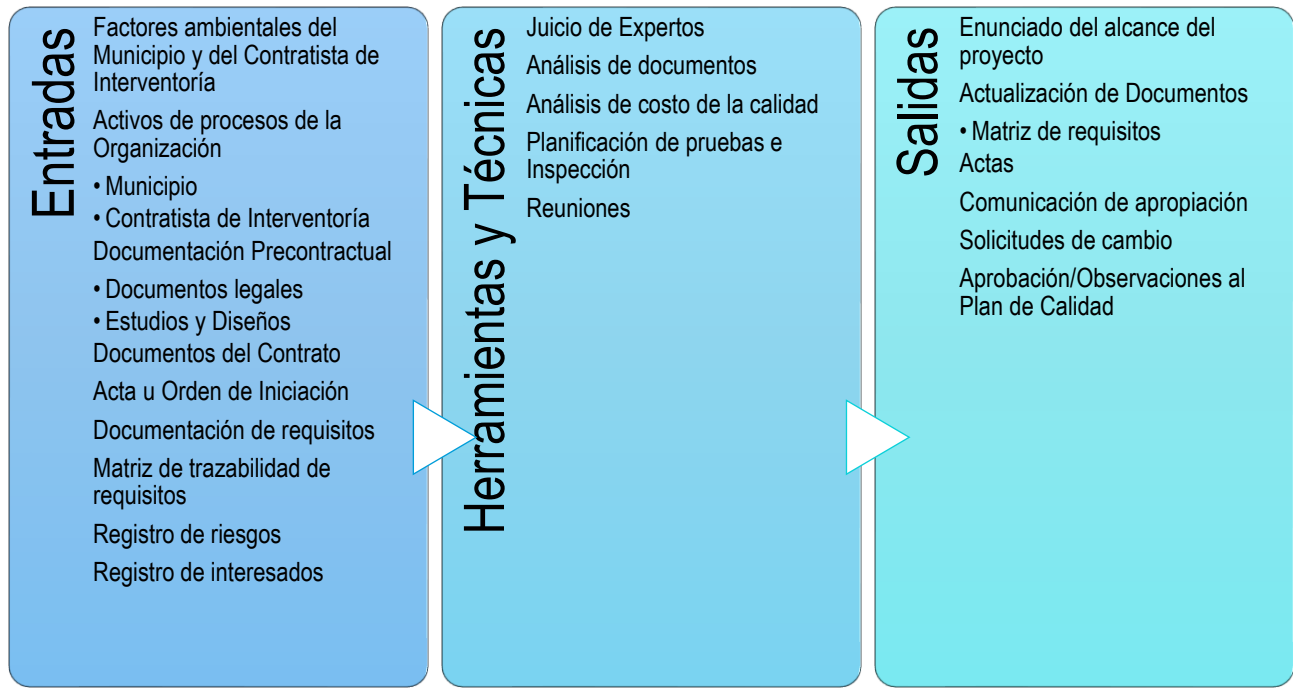 Entradas
Factores ambientales del
Municipio y del Contratista de
Interventoría
Activos de procesos de la
Organización
• Municipio
• Contratista de Interventoría
Documentación Precontractual
• Documentos legales
• Estudios y Diseños
Documentos del Contrato
Acta u Orden de Iniciación
Documentación de requisitos
Matriz de trazabilidad de
requisitos
Registro de riesgos
Registro de interesados
Herramientas y Técnicas
Juicio de Expertos
Análisis de documentos
Análisis de costo de la calidad
Planificación de pruebas e
Inspección
Reuniones
Salidas
Enunciado del alcance del
proyecto
Actualización de Documentos
• Matriz de requisitos
Actas
Comunicación de apropiación
Solicitudes de cambio
Aprobación/Observaciones al
Plan de Calidad